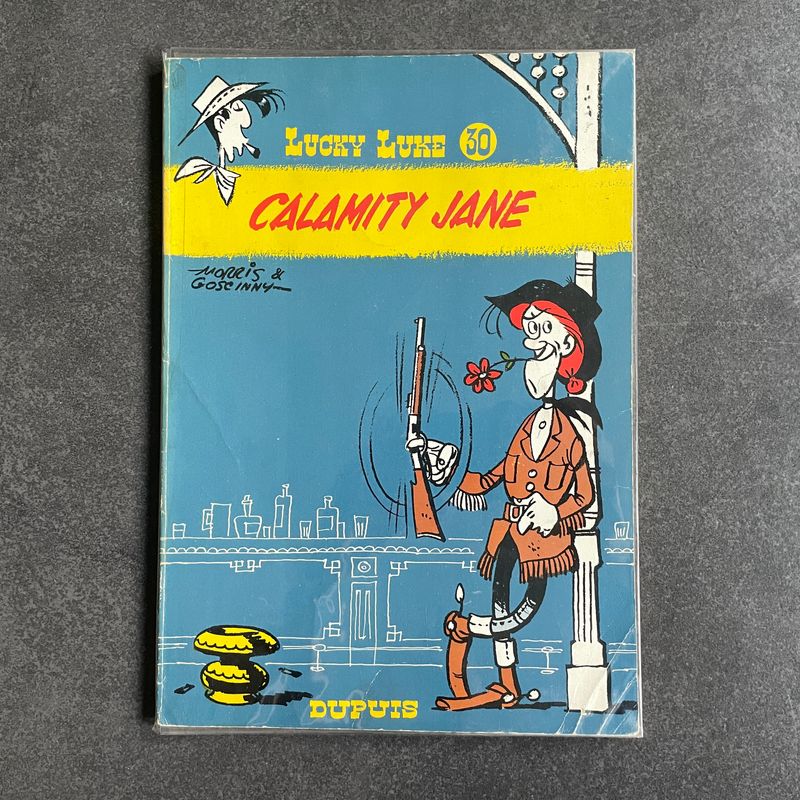 LUCKY LUKE 30
CALAMITY JANE
MORRIS &
GOSCINNY
DUPUIS